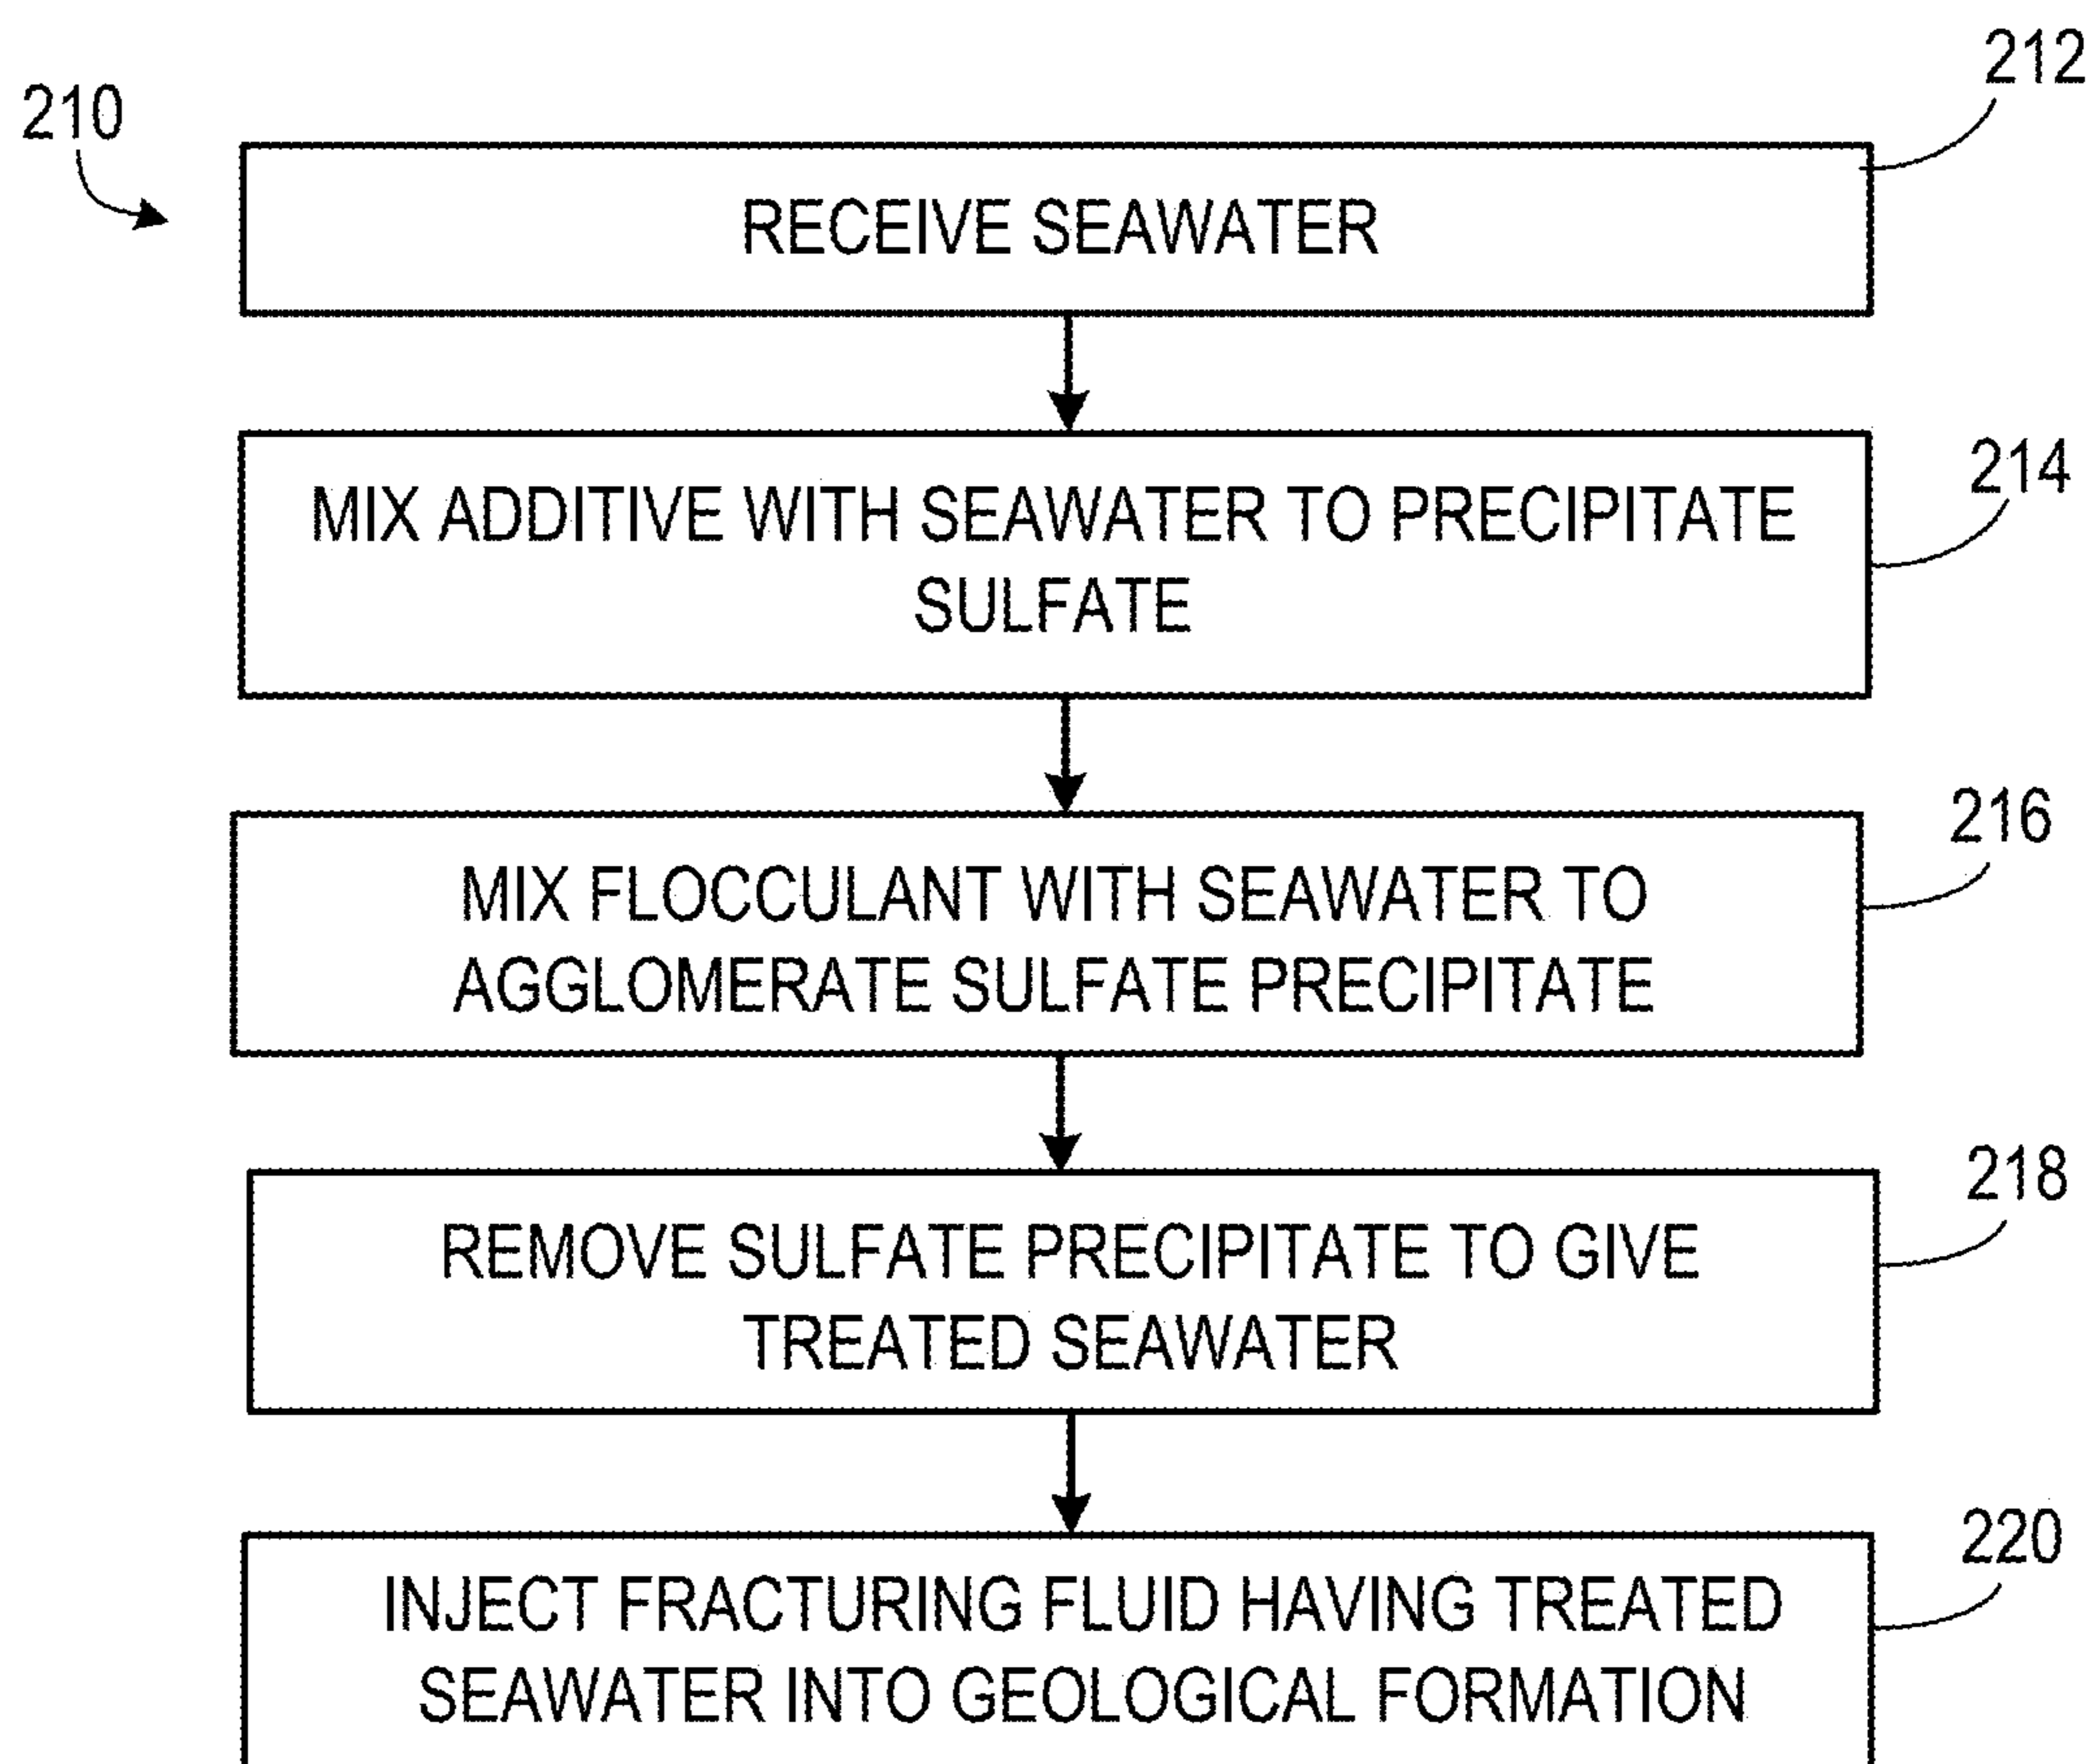 212
210
RECEIVE SEAWATER
214
MIX ADDITIVE WITH SEAWATER TO PRECIPITATE
SULFATE
216
MIX FLOCCULANT WITH SEAWATER TO
AGGLOMERATE SULFATE PRECIPITATE
218
REMOVE SULFATE PRECIPITATE TO GIVE
TREATED SEAWATER
220
INJECT FRACTURING FLUID HAVING TREATED
SEAWATER INTO GEOLOGICAL FORMATION